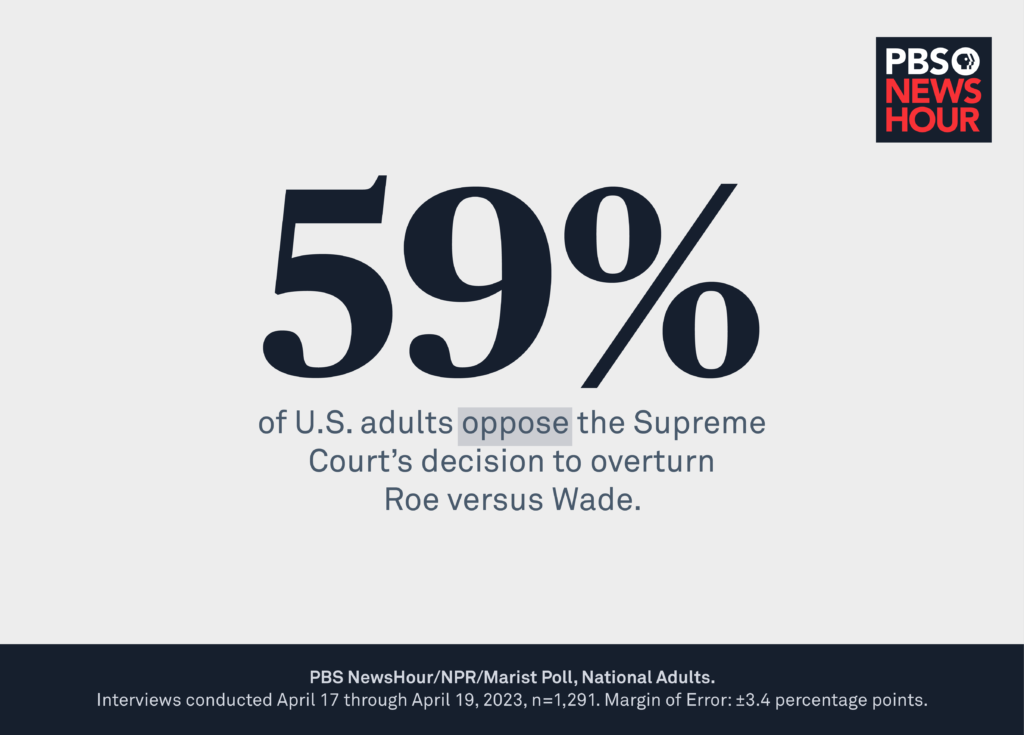 PBS
NEWS
HOUR
59%
of U.S. adults oppose the Supreme
Court’s decision to overturn
Roe versus Wade.
PBS NewsHour/NPR/Marist Poll, National Adults.
Interviews conducted April 17 through April 19, 2023, n=1,291. Margin of Error: ±3.4 percentage points.